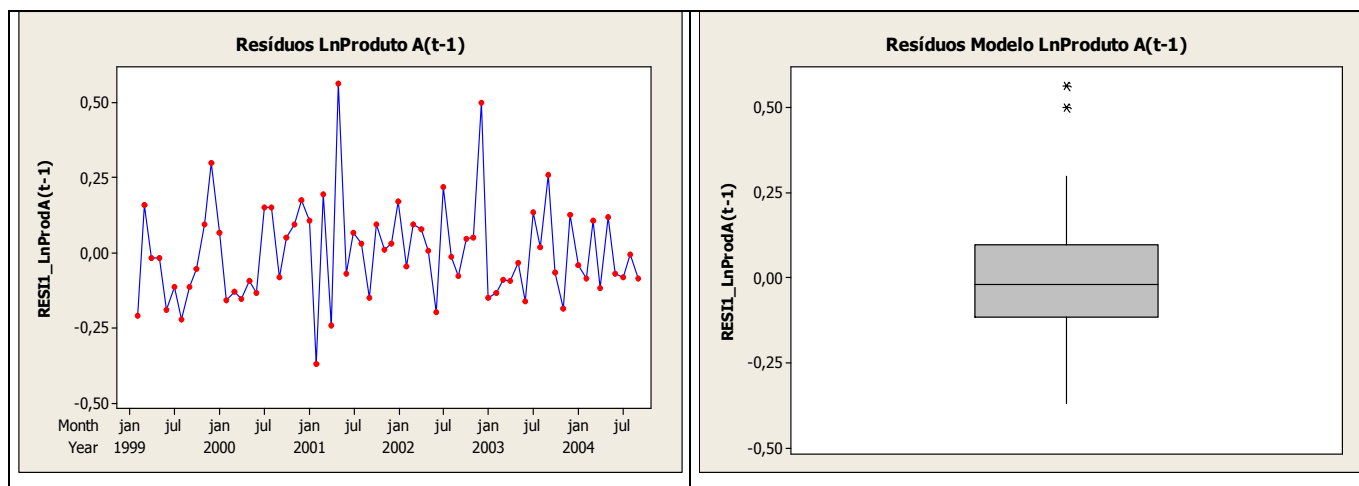 Resíduos LnProduto A(t-1)
RESI1_LnProdA(t-1)
0,50
0,25
0,00
-0,25
-0,50
Month jan jul jan jul jan jul jan jul jan jul jan jul
Year 1999 2000 2001 2002 2003 2004
Resíduos Modelo LnProduto A(t-1)
RESI1_LnProdA(t-1)
0,50
0,25
0,00
-0,25
-0,50